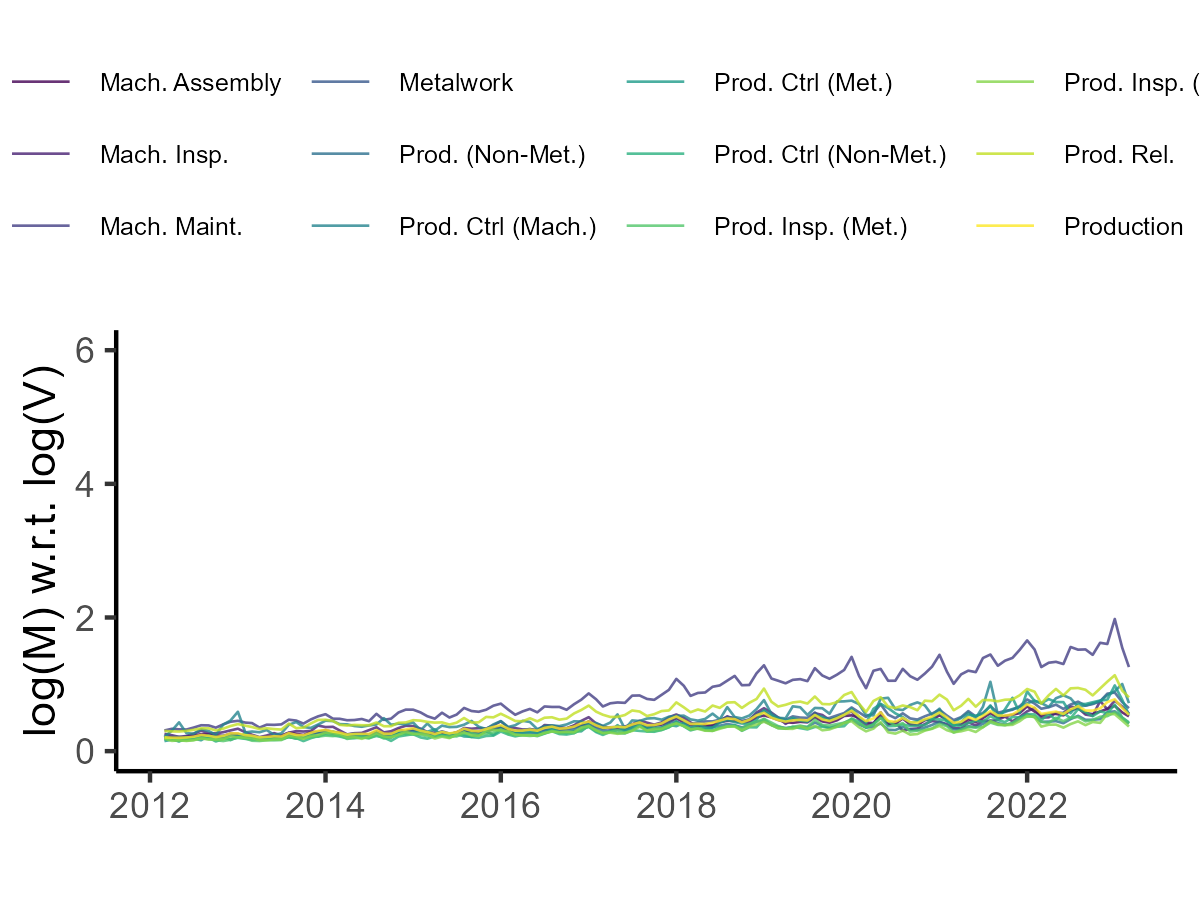 Mach. Assembly Metalwork Prod. Ctrl (Met.) Prod. Insp. (
Mach. Insp. Prod. (Non-Met.) Prod. Ctrl (Non-Met.) Prod. Rel.
Mach. Maint. Prod. Ctrl (Mach.) Prod. Insp. (Met.) Production
log(M) w.r.t. log(V)
6
4
2
0
2012 2014 2016 2018 2020 2022